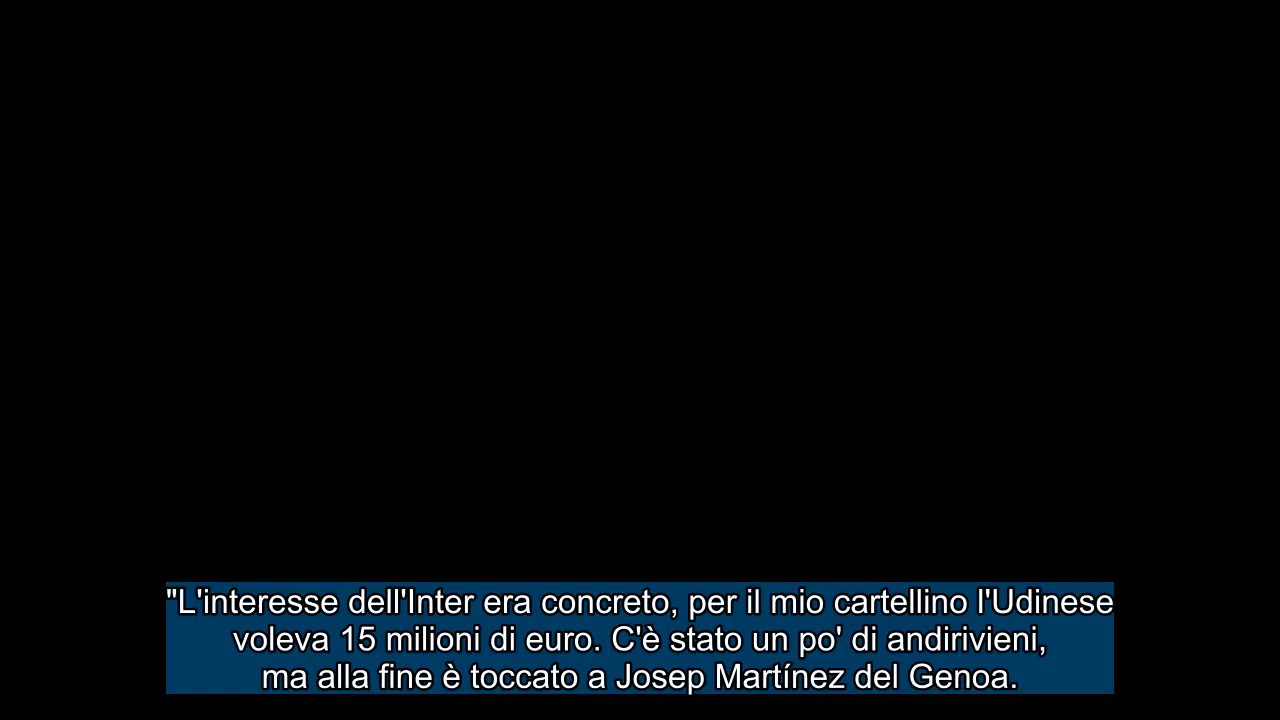 "L'interesse dell'Inter era concreto, per il mio cartellino l'Udinese
voleva 15 milioni di euro. C'è stato un po' di andirivieni,
ma alla fine è toccato a Josep Martínez del Genoa.